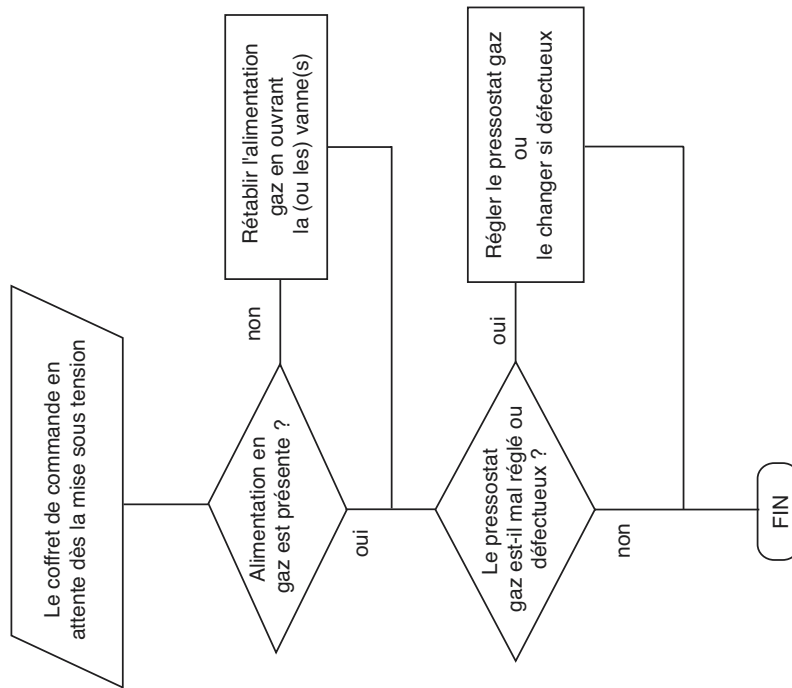 Le coffret de commande en
attente dès la mise sous tension
Alimentation en
gaz est présente ?
non
Rétablir l'alimentation
gaz en ouvrant
la (ou les) vanne(s)
oui
Le pressostat
gaz est-il mal réglé ou
défectueux ?
oui
Régler le pressostat gaz
ou
le changer si défectueux
non
FIN